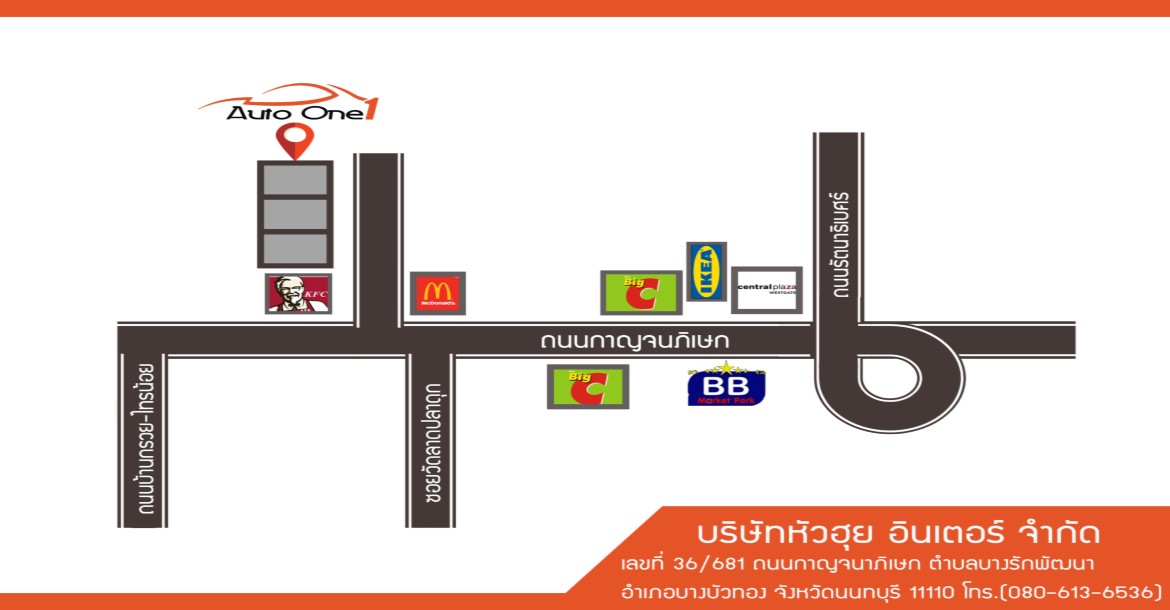 Auto One1
ถนนรัตนาธิเบศร์
KFC
McDonald's
Big C
IKEA
centralplaza
WESTGATE
ถนนกาญจนภิเษก
Big C
BB
Market Park
ถนนบ้านกรวย-ไทรน้อย
ซอยวัดลาดปลาดุก
บริษัทหัวฮุย อินเตอร์ จำกัด
เลขที่ 36/681 ถนนกาญจนาภิเษก ตำบลบางรักพัฒนา
อำเภอบางบัวทอง จังหวัดนนทบุรี 11110 โทร.(080-613-6536)